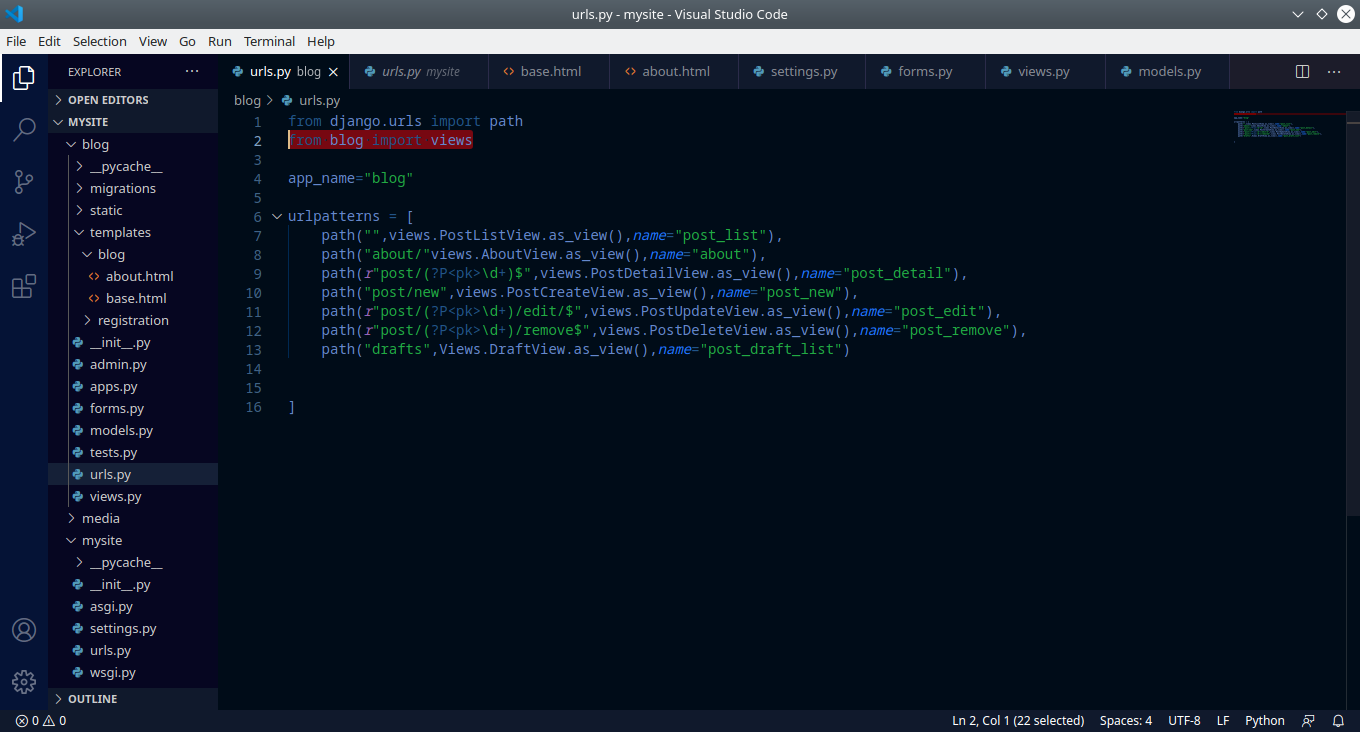 urls.py - mysite - Visual Studio Code
File Edit Selection View Go Run Terminal Help
EXPLORER
urls.py blog
urls.py mysite
base.html
about.html
settings.py
forms.py
views.py
models.py
OPEN EDITORS
MYSITE
blog
__pycache__
migrations
static
templates
blog
about.html
base.html
registration
__init__.py
admin.py
apps.py
forms.py
models.py
tests.py
urls.py
views.py
media
mysite
__pycache__
__init__.py
asgi.py
settings.py
urls.py
wsgi.py
OUTLINE
blog > urls.py
1 from django.urls import path
2 from blog import views
3
4 app_name="blog"
5
6 urlpatterns = [
7 path("",views.PostListView.as_view(),name="post_list"),
8 path("about/"views.AboutView.as_view(),name="about"),
9 path(r"post/(?P<pk>\d+)$",views.PostDetailView.as_view(),name="post_detail"),
10 path("post/new",views.PostCreateView.as_view(),name="post_new"),
11 path(r"post/(?P<pk>\d+)/edit/$",views.PostUpdateView.as_view(),name="post_edit"),
12 path(r"post/(?P<pk>\d+)/remove$",views.PostDeleteView.as_view(),name="post_remove"),
13 path("drafts",Views.DraftView.as_view(),name="post_draft_list")
14
15
16 ]
0 0
Ln 2, Col 1 (22 selected) Spaces: 4 UTF-8 LF Python